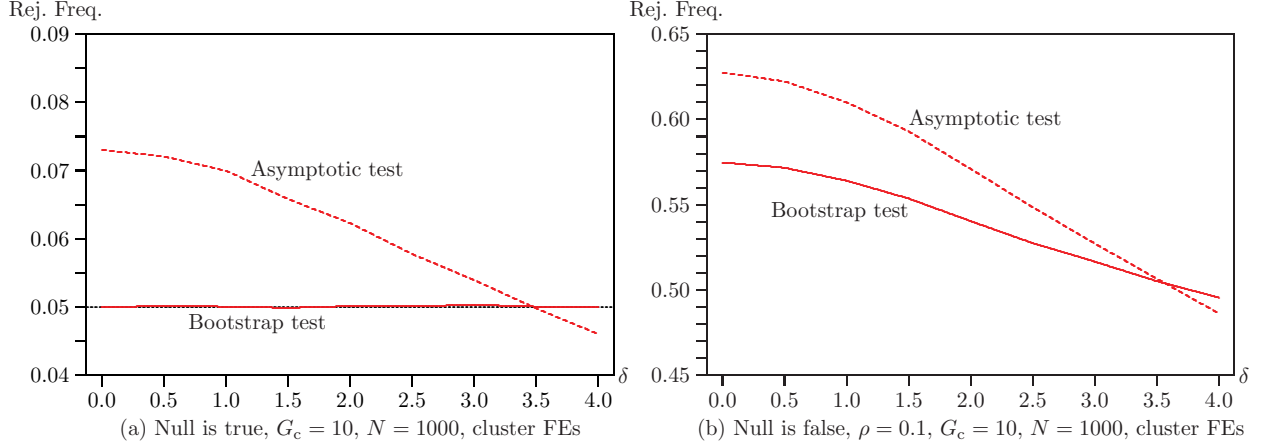 Rej. Freq.
0.09
0.08
0.07
0.06
0.05
0.04
Asymptotic test
Bootstrap test
0.0 0.5 1.0 1.5 2.0 2.5 3.0 3.5 4.0
δ
(a) Null is true, G_c = 10, N = 1000, cluster FEs
Rej. Freq.
0.65
0.60
0.55
0.50
0.45
Asymptotic test
Bootstrap test
0.0 0.5 1.0 1.5 2.0 2.5 3.0 3.5 4.0
δ
(b) Null is false, ρ = 0.1, G_c = 10, N = 1000, cluster FEs